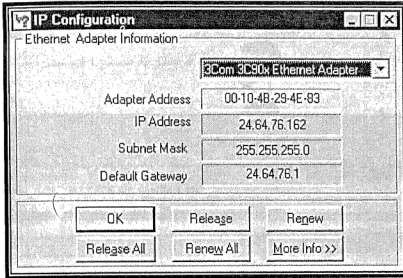 IP Configuration
Ethernet Adapter Information
3Com 3C90x Ethernet Adapter
Adapter Address 00-10-4B-29-4E-83
IP Address 24.64.76.162
Subnet Mask 255.255.255.0
Default Gateway 24.64.76.1
OK Release Renew
Release All Renew All More Info >>